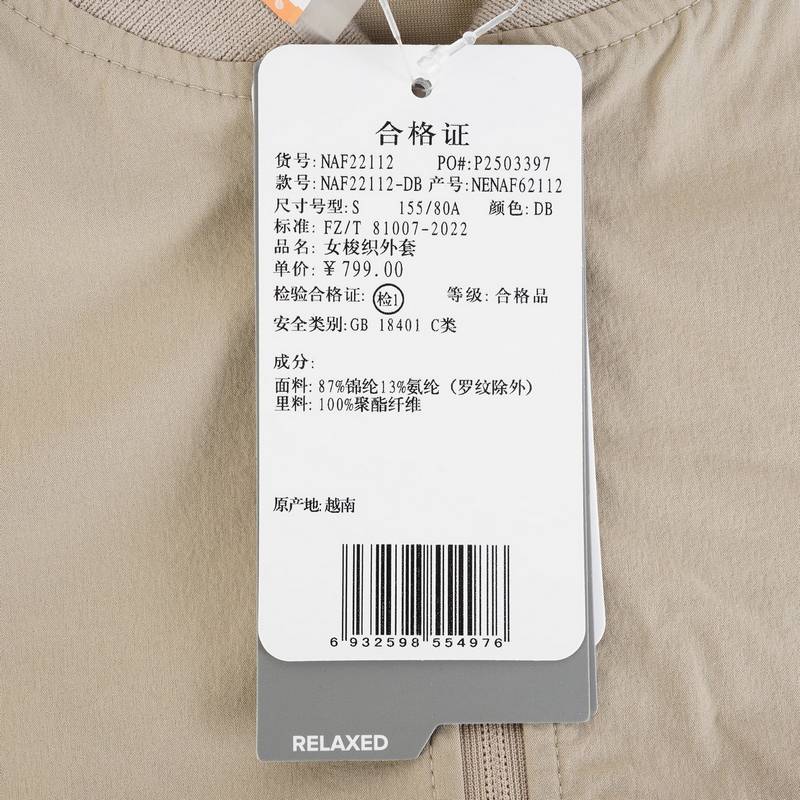 合格证
货号:NAF22112 PO#:P2503397
款号:NAF22112-DB 产号:NENAF62112
尺寸号型:S 155/80A 颜色:DB
标准:FZ/T 81007-2022
品名:女梭织外套
单价:￥799.00
检验合格证: 检1 等级:合格品
安全类别:GB 18401 C类
成分:
面料:87%锦纶13%氨纶（罗纹除外）
里料:100%聚酯纤维
原产地:越南
6 932598 554976
RELAXED